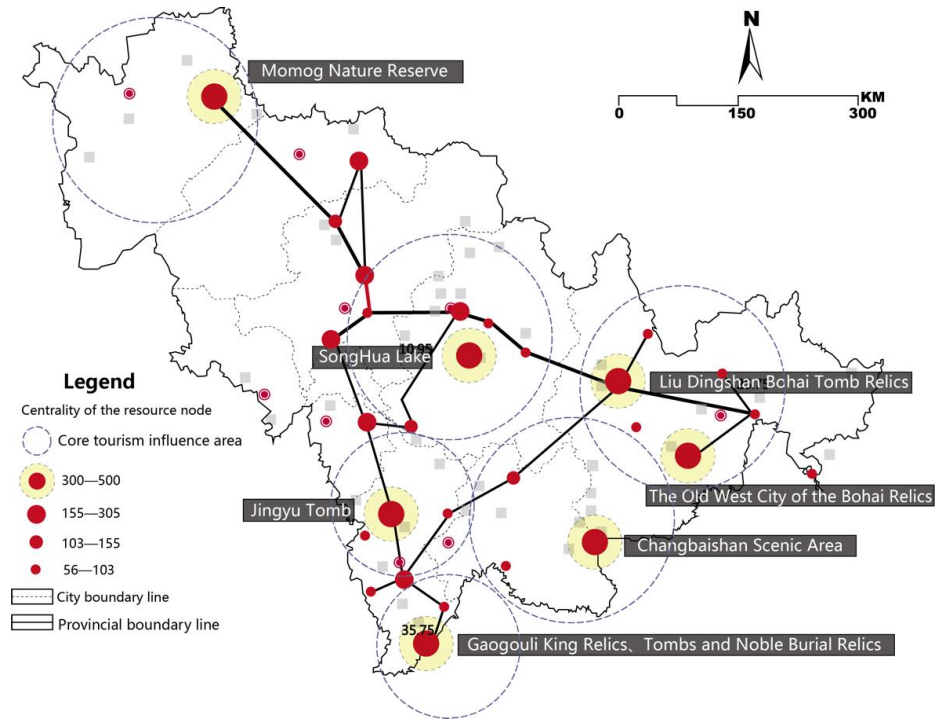 N
KM
0 150 300
Momog Nature Reserve
10.95
SongHua Lake
Liu Dingshan Bohai Tomb Relics
The Old West City of the Bohai Relics
Jingyu Tomb
Changbaishan Scenic Area
35.75
Gaogouli King Relics、Tombs and Noble Burial Relics
Legend
Centrality of the resource node
Core tourism influence area
300—500
155—305
103—155
56—103
City boundary line
Provincial boundary line